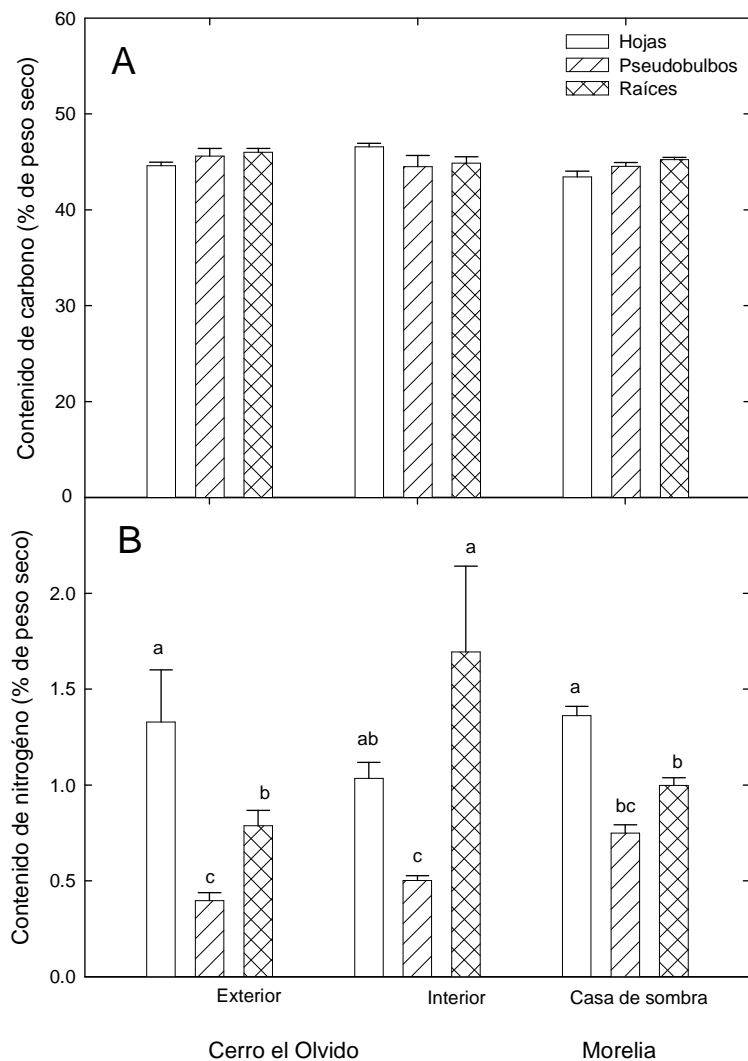 60
A
Hojas
Pseudobulbos
Raíces
50
40
30
20
0
Contenido de carbono (% de peso seco)
B
a
2.0
a
a
1.5
ab
b
b
1.0
bc
c
c
0.5
0.0
Contenido de nitrogéno (% de peso seco)
Exterior Interior Casa de sombra
Cerro el Olvido Morelia